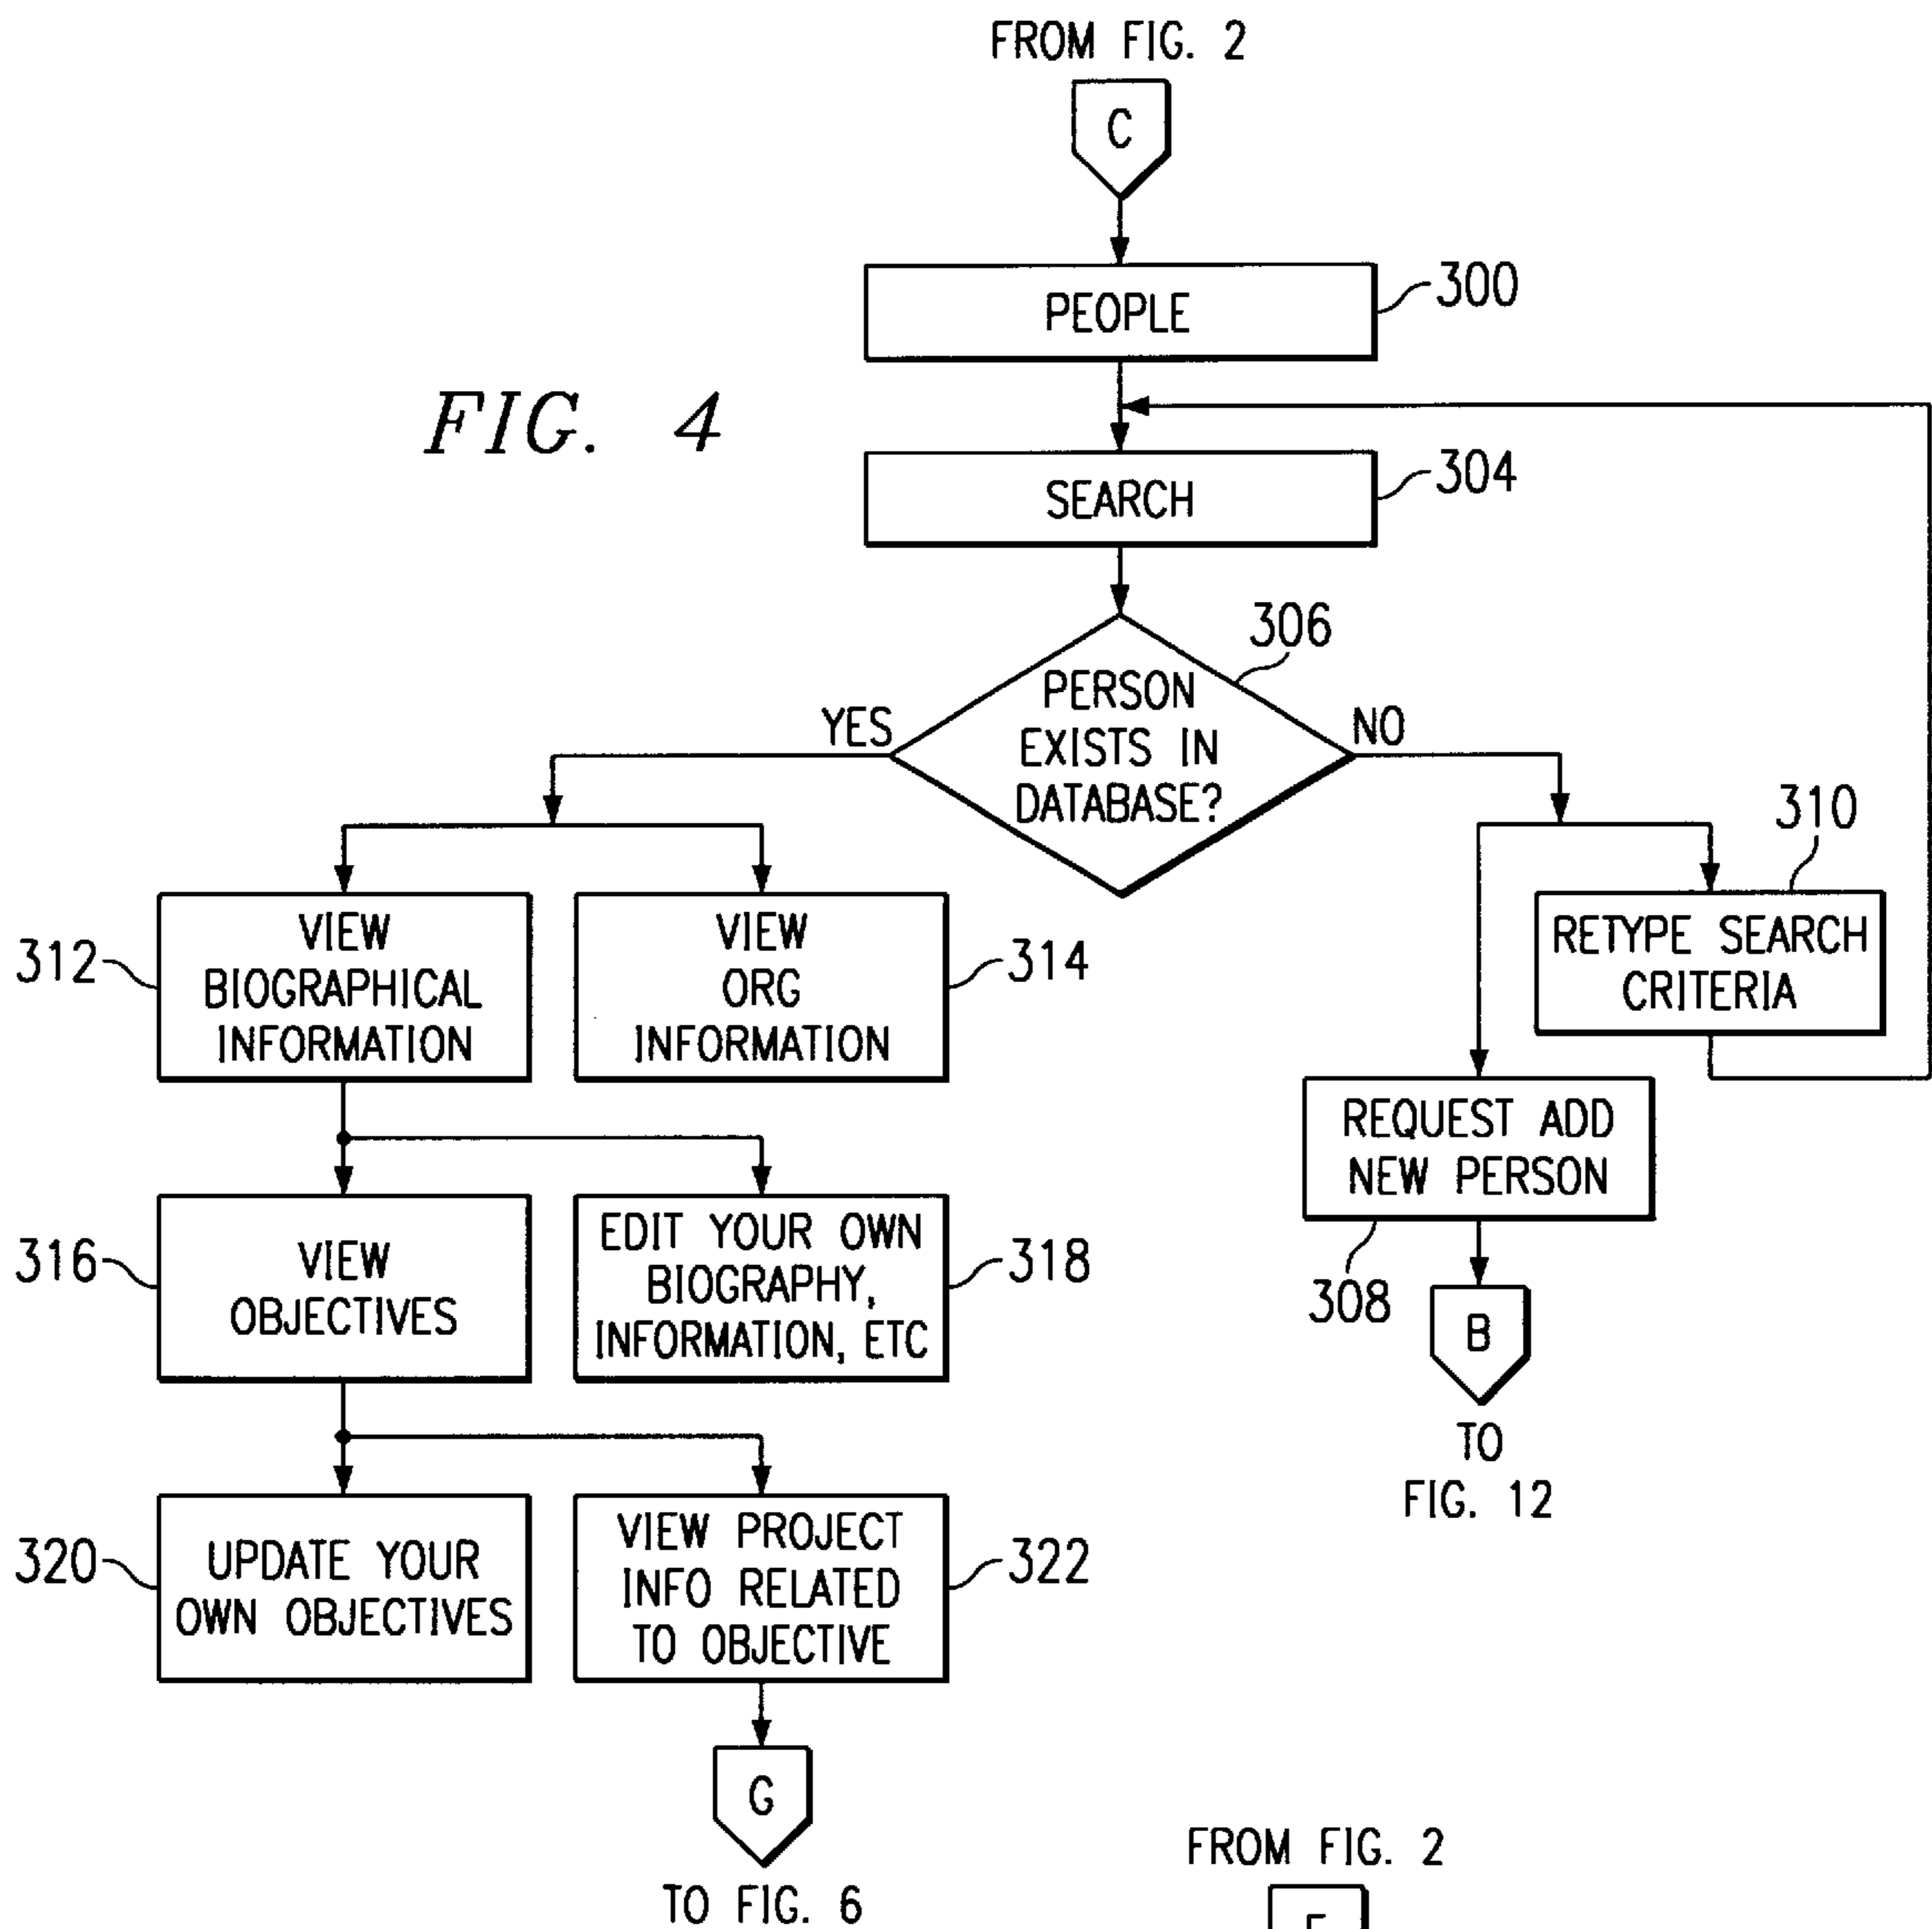 FROM FIG. 2
C
PEOPLE
300
FIG. 4
SEARCH
304
306
PERSON
EXISTS IN
DATABASE?
YES
NO
310
RETYPE SEARCH
CRITERIA
312
VIEW
BIOGRAPHICAL
INFORMATION
VIEW
ORG
INFORMATION
314
REQUEST ADD
NEW PERSON
308
316
VIEW
OBJECTIVES
EDIT YOUR OWN
BIOGRAPHY,
INFORMATION, ETC
318
B
TO
FIG. 12
320
UPDATE YOUR
OWN OBJECTIVES
VIEW PROJECT
INFO RELATED
TO OBJECTIVE
322
G
TO FIG. 6
FROM FIG. 2